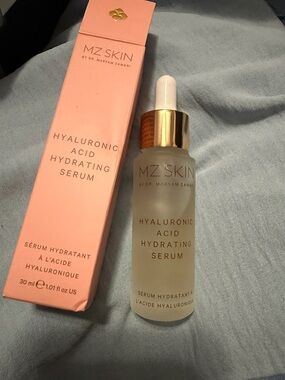 MZ SKIN
BY DR. MARYAM ZAMANI
HYALURONIC
ACID
HYDRATING
SERUM
SÉRUM HYDRATANT
À L'ACIDE
HYALURONIQUE
30 ml ℮ 1.01 fl oz US
MZ SKIN
BY DR. MARYAM ZAMANI
HYALURONIC
ACID
HYDRATING
SERUM
SÉRUM HYDRATANT À
L'ACIDE HYALURONIQUE